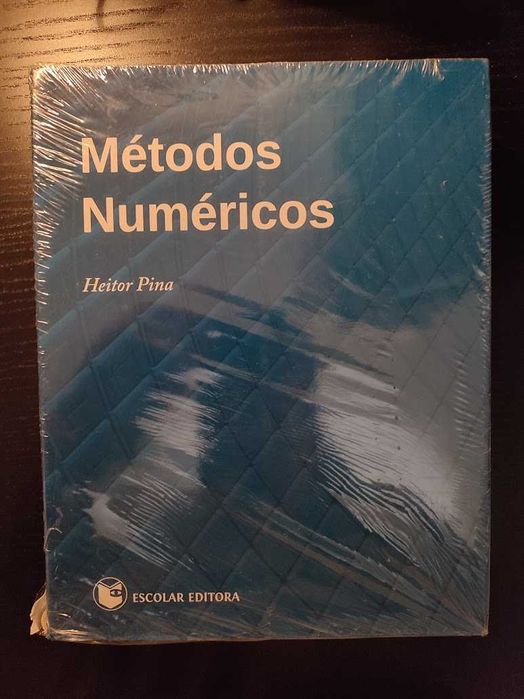 Métodos
Numéricos
Heitor Pina
ESCOLAR EDITORA